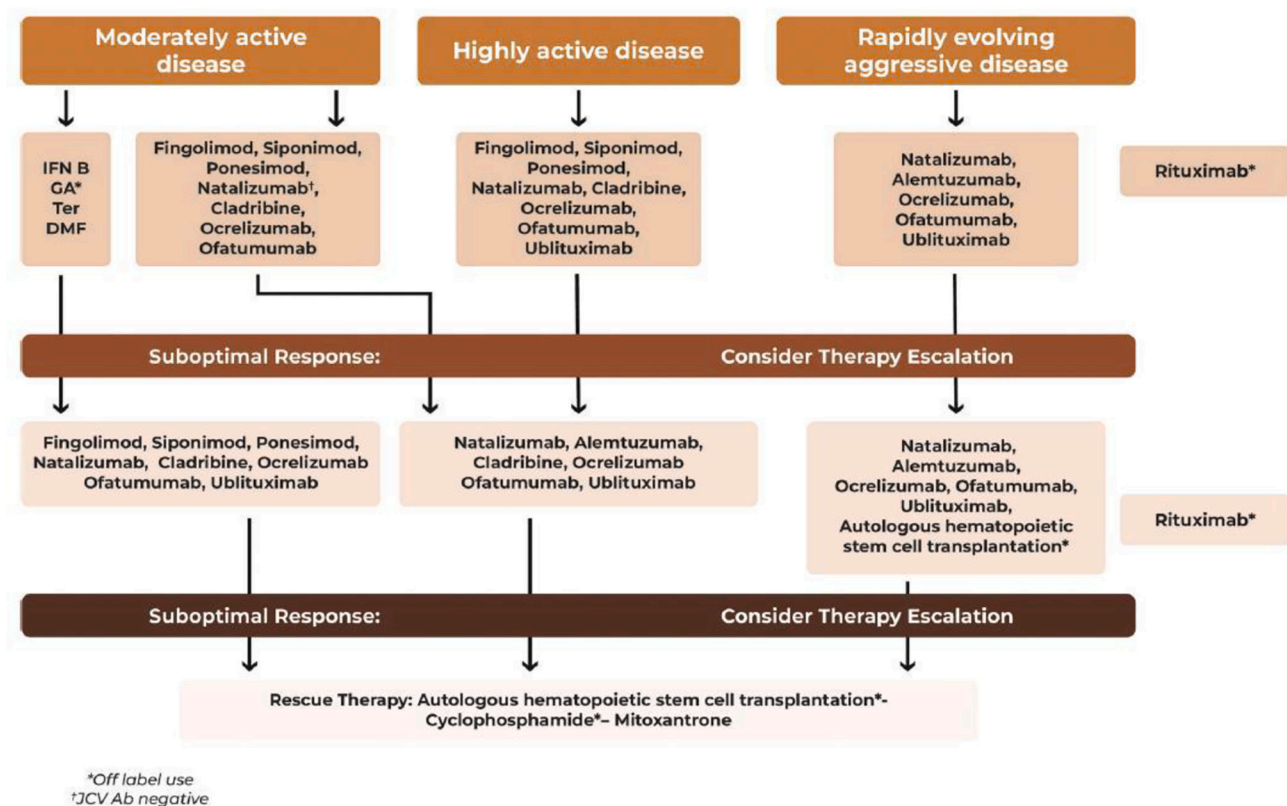 Moderately active
disease
Highly active disease
Rapidly evolving
aggressive disease
IFN B
GA*
Ter
DMF
Fingolimod, Siponimod,
Ponesimod,
Natalizumab†,
Cladribine,
Ocrelizumab,
Ofatumumab
Fingolimod, Siponimod,
Ponesimod,
Natalizumab, Cladribine,
Ocrelizumab,
Ofatumumab,
Ublituximab
Natalizumab,
Alemtuzumab,
Ocrelizumab,
Ofatumumab,
Ublituximab
Rituximab*
Suboptimal Response: Consider Therapy Escalation
Fingolimod, Siponimod, Ponesimod,
Natalizumab, Cladribine, Ocrelizumab
Ofatumumab, Ublituximab
Natalizumab, Alemtuzumab,
Cladribine, Ocrelizumab
Ofatumumab, Ublituximab
Natalizumab,
Alemtuzumab,
Ocrelizumab, Ofatumumab,
Ublituximab,
Autologous hematopoietic
stem cell transplantation*
Rituximab*
Suboptimal Response: Consider Therapy Escalation
Rescue Therapy: Autologous hematopoietic stem cell transplantation*-
Cyclophosphamide*– Mitoxantrone
*Off label use
†JCV Ab negative